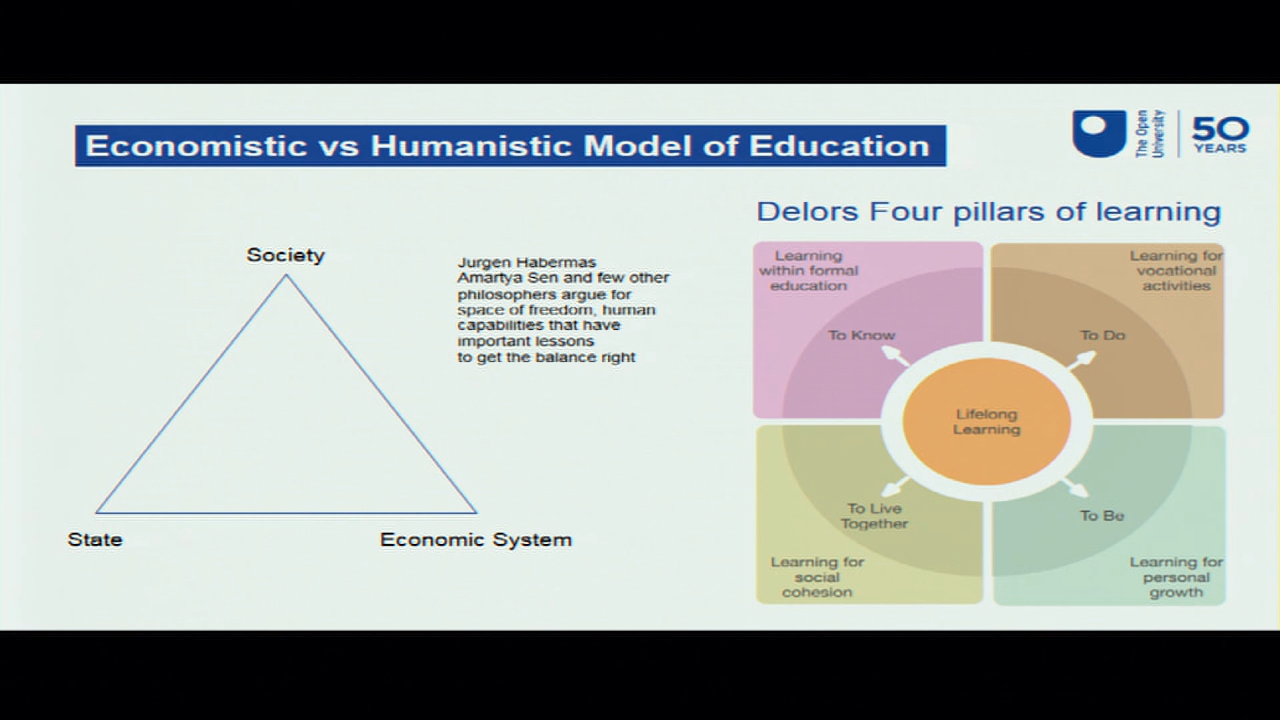 Economistic vs Humanistic Model of Education
The Open
University
50
YEARS
Society
State
Economic System
Jurgen Habermas
Amartya Sen and few other
philosophers argue for
space of freedom, human
capabilities that have
important lessons
to get the balance right
Delors Four pillars of learning
Learning
within formal
education
To Know
Learning for
vocational
activities
To Do
Lifelong
Learning
To Live
Together
Learning for
social
cohesion
To Be
Learning for
personal
growth